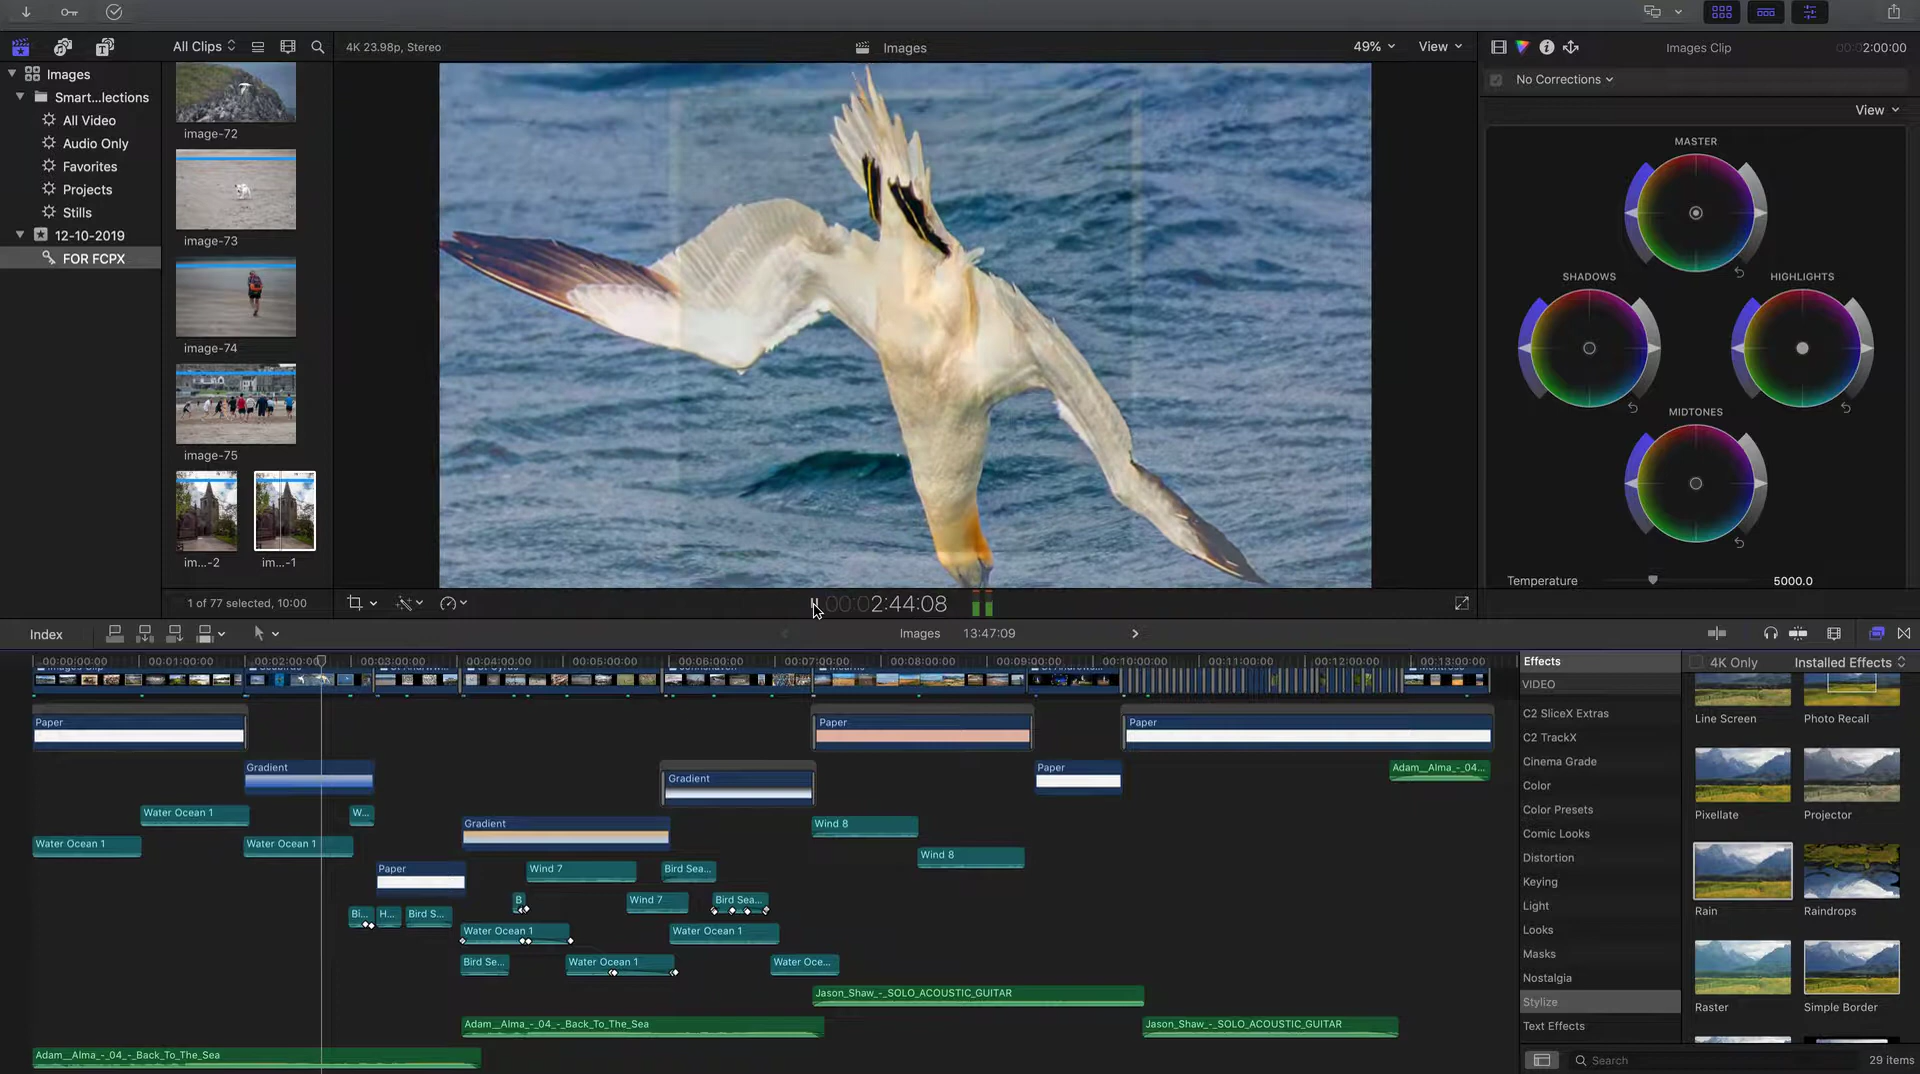 All Clips
4K 23.98p, Stereo
Images
49%
View
Images Clip
00:00:02:00:00
No Corrections
View
Images
Smart...lections
All Video
Audio Only
Favorites
Projects
Stills
12-10-2019
FOR FCPX
image-72
image-73
image-74
image-75
im...-2
im...-1
MASTER
SHADOWS
HIGHLIGHTS
MIDTONES
Temperature
5000.0
1 of 77 selected, 10:00
00:02:44:08
Index
Images
13:47:09
00:00:00:00
00:01:00:00
00:02:00:00
00:03:00:00
00:04:00:00
00:05:00:00
00:06:00:00
00:07:00:00
00:08:00:00
00:09:00:00
00:10:00:00
00:11:00:00
00:12:00:00
00:13:00:00
Paper
Paper
Paper
Gradient
Gradient
Paper
Adam__Alma_-_04...
Water Ocean 1
W...
Gradient
Wind 8
Water Ocean 1
Water Ocean 1
Wind 8
Paper
Wind 7
Bird Sea...
B
Wind 7
Bird Sea...
Bi...
H...
Bird S...
Water Ocean 1
Water Ocean 1
Bird Se...
Water Ocean 1
Water Oce...
Jason_Shaw_-_SOLO_ACOUSTIC_GUITAR
Adam__Alma_-_04_-_Back_To_The_Sea
Jason_Shaw_-_SOLO_ACOUSTIC_GUITAR
Adam__Alma_-_04_-_Back_To_The_Sea
Effects
4K Only
Installed Effects
VIDEO
C2 SliceX Extras
C2 TrackX
Cinema Grade
Color
Color Presets
Comic Looks
Distortion
Keying
Light
Looks
Masks
Nostalgia
Stylize
Text Effects
Line Screen
Photo Recall
Pixellate
Projector
Rain
Raindrops
Raster
Simple Border
Search
29 items